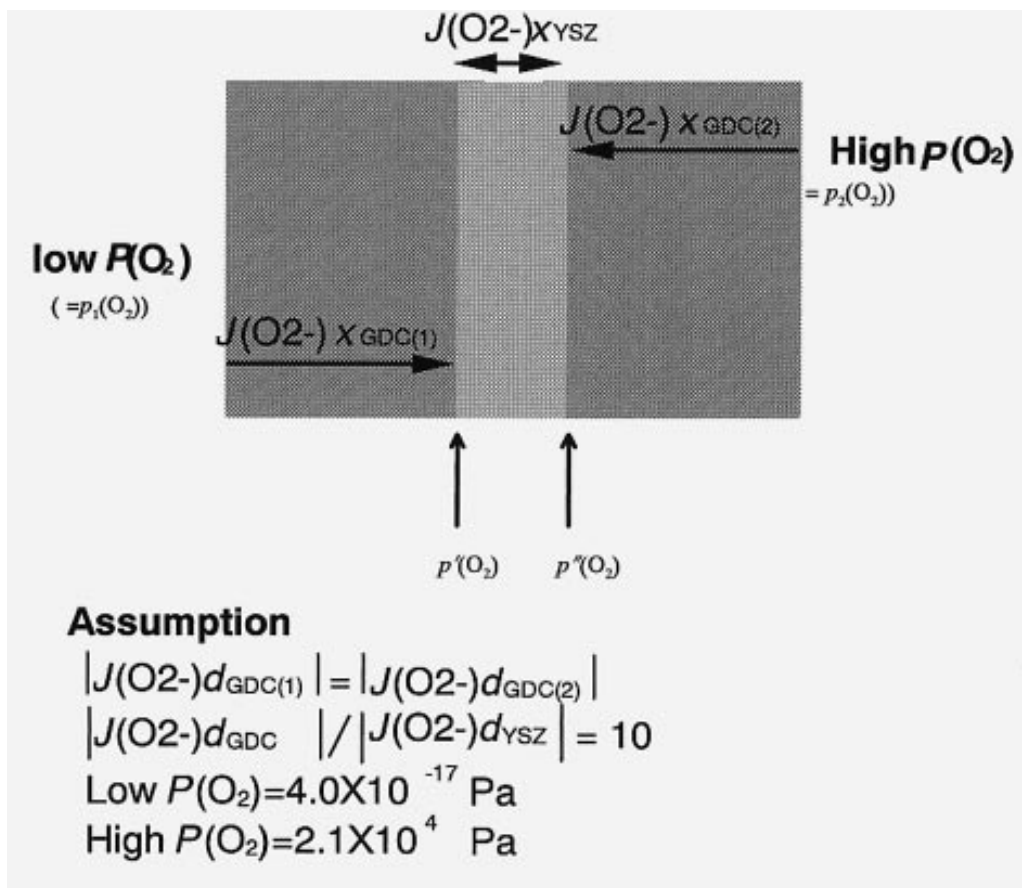 J(O2-)xYSZ
J(O2-) x GDC(2)
High P(O₂)
= p₂(O₂))
low P(O₂)
( =p₁(O₂))
J(O2-) x GDC(1)
p'(O₂) p"(O₂)
Assumption
|J(O2-)dGDC(1) | = |J(O2-)dGDC(2) |
|J(O2-)dGDC | / |J(O2-)dYSZ | = 10
Low P(O₂)=4.0X10 ⁻¹⁷ Pa
High P(O₂)=2.1X10 ⁴ Pa